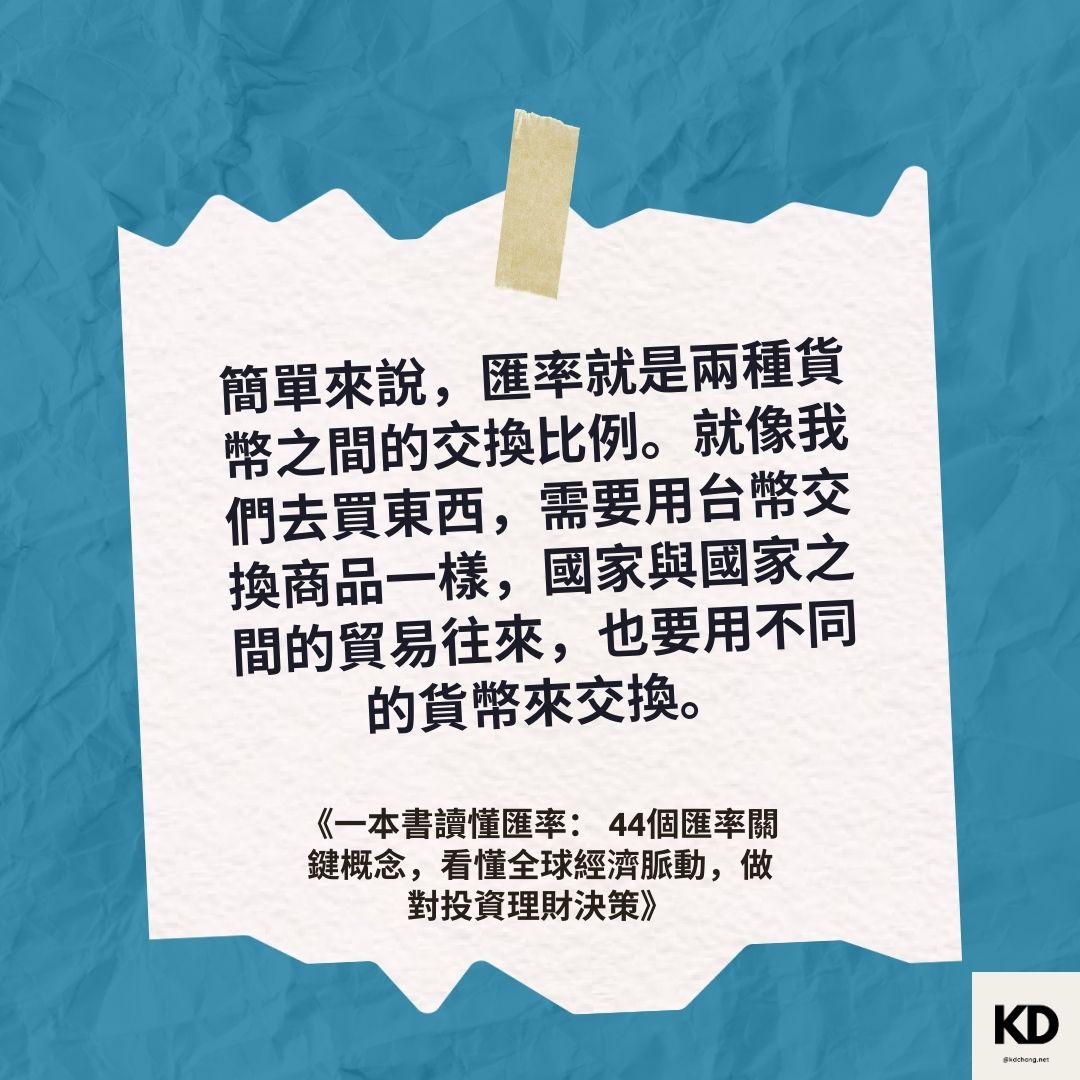 簡單來說，匯率就是兩種貨
幣之間的交換比例。就像我
們去買東西，需要用台幣交
換商品一樣，國家與國家之
間的貿易往來，也要用不同
的貨幣來交換。
《一本書讀懂匯率： 44個匯率關
鍵概念，看懂全球經濟脈動，做
對投資理財決策》
KD
@kdchong.net